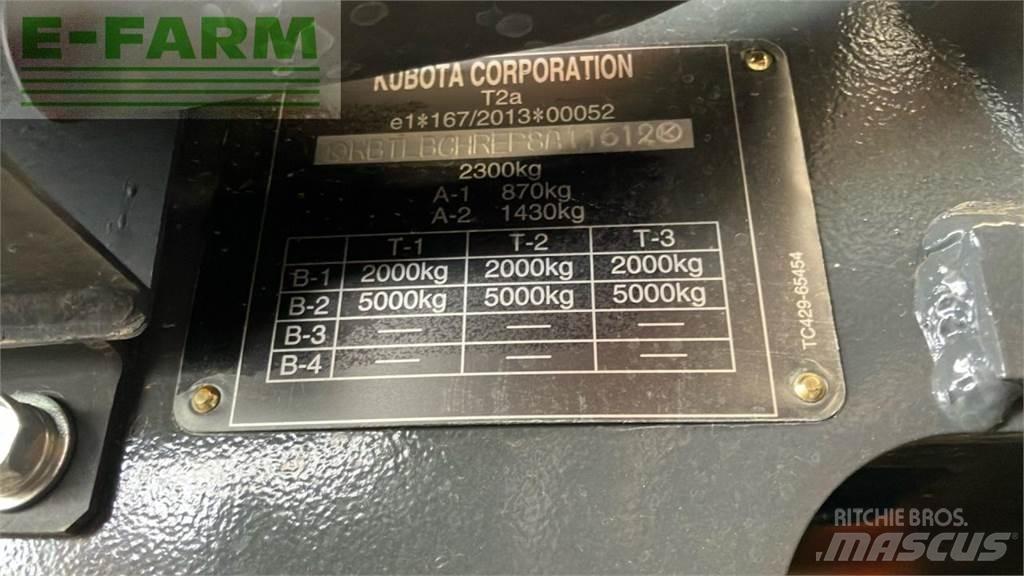 E-FARM
KUBOTA CORPORATION
T2a
e1*167/2013*00052
2300kg
A-1 870kg
A-2 1430kg
T-1 T-2 T-3
B-1 2000kg 2000kg 2000kg
B-2 5000kg 5000kg 5000kg
B-3 — — —
B-4 — — —
TC429-65454
RITCHIE BROS.
MASCUS